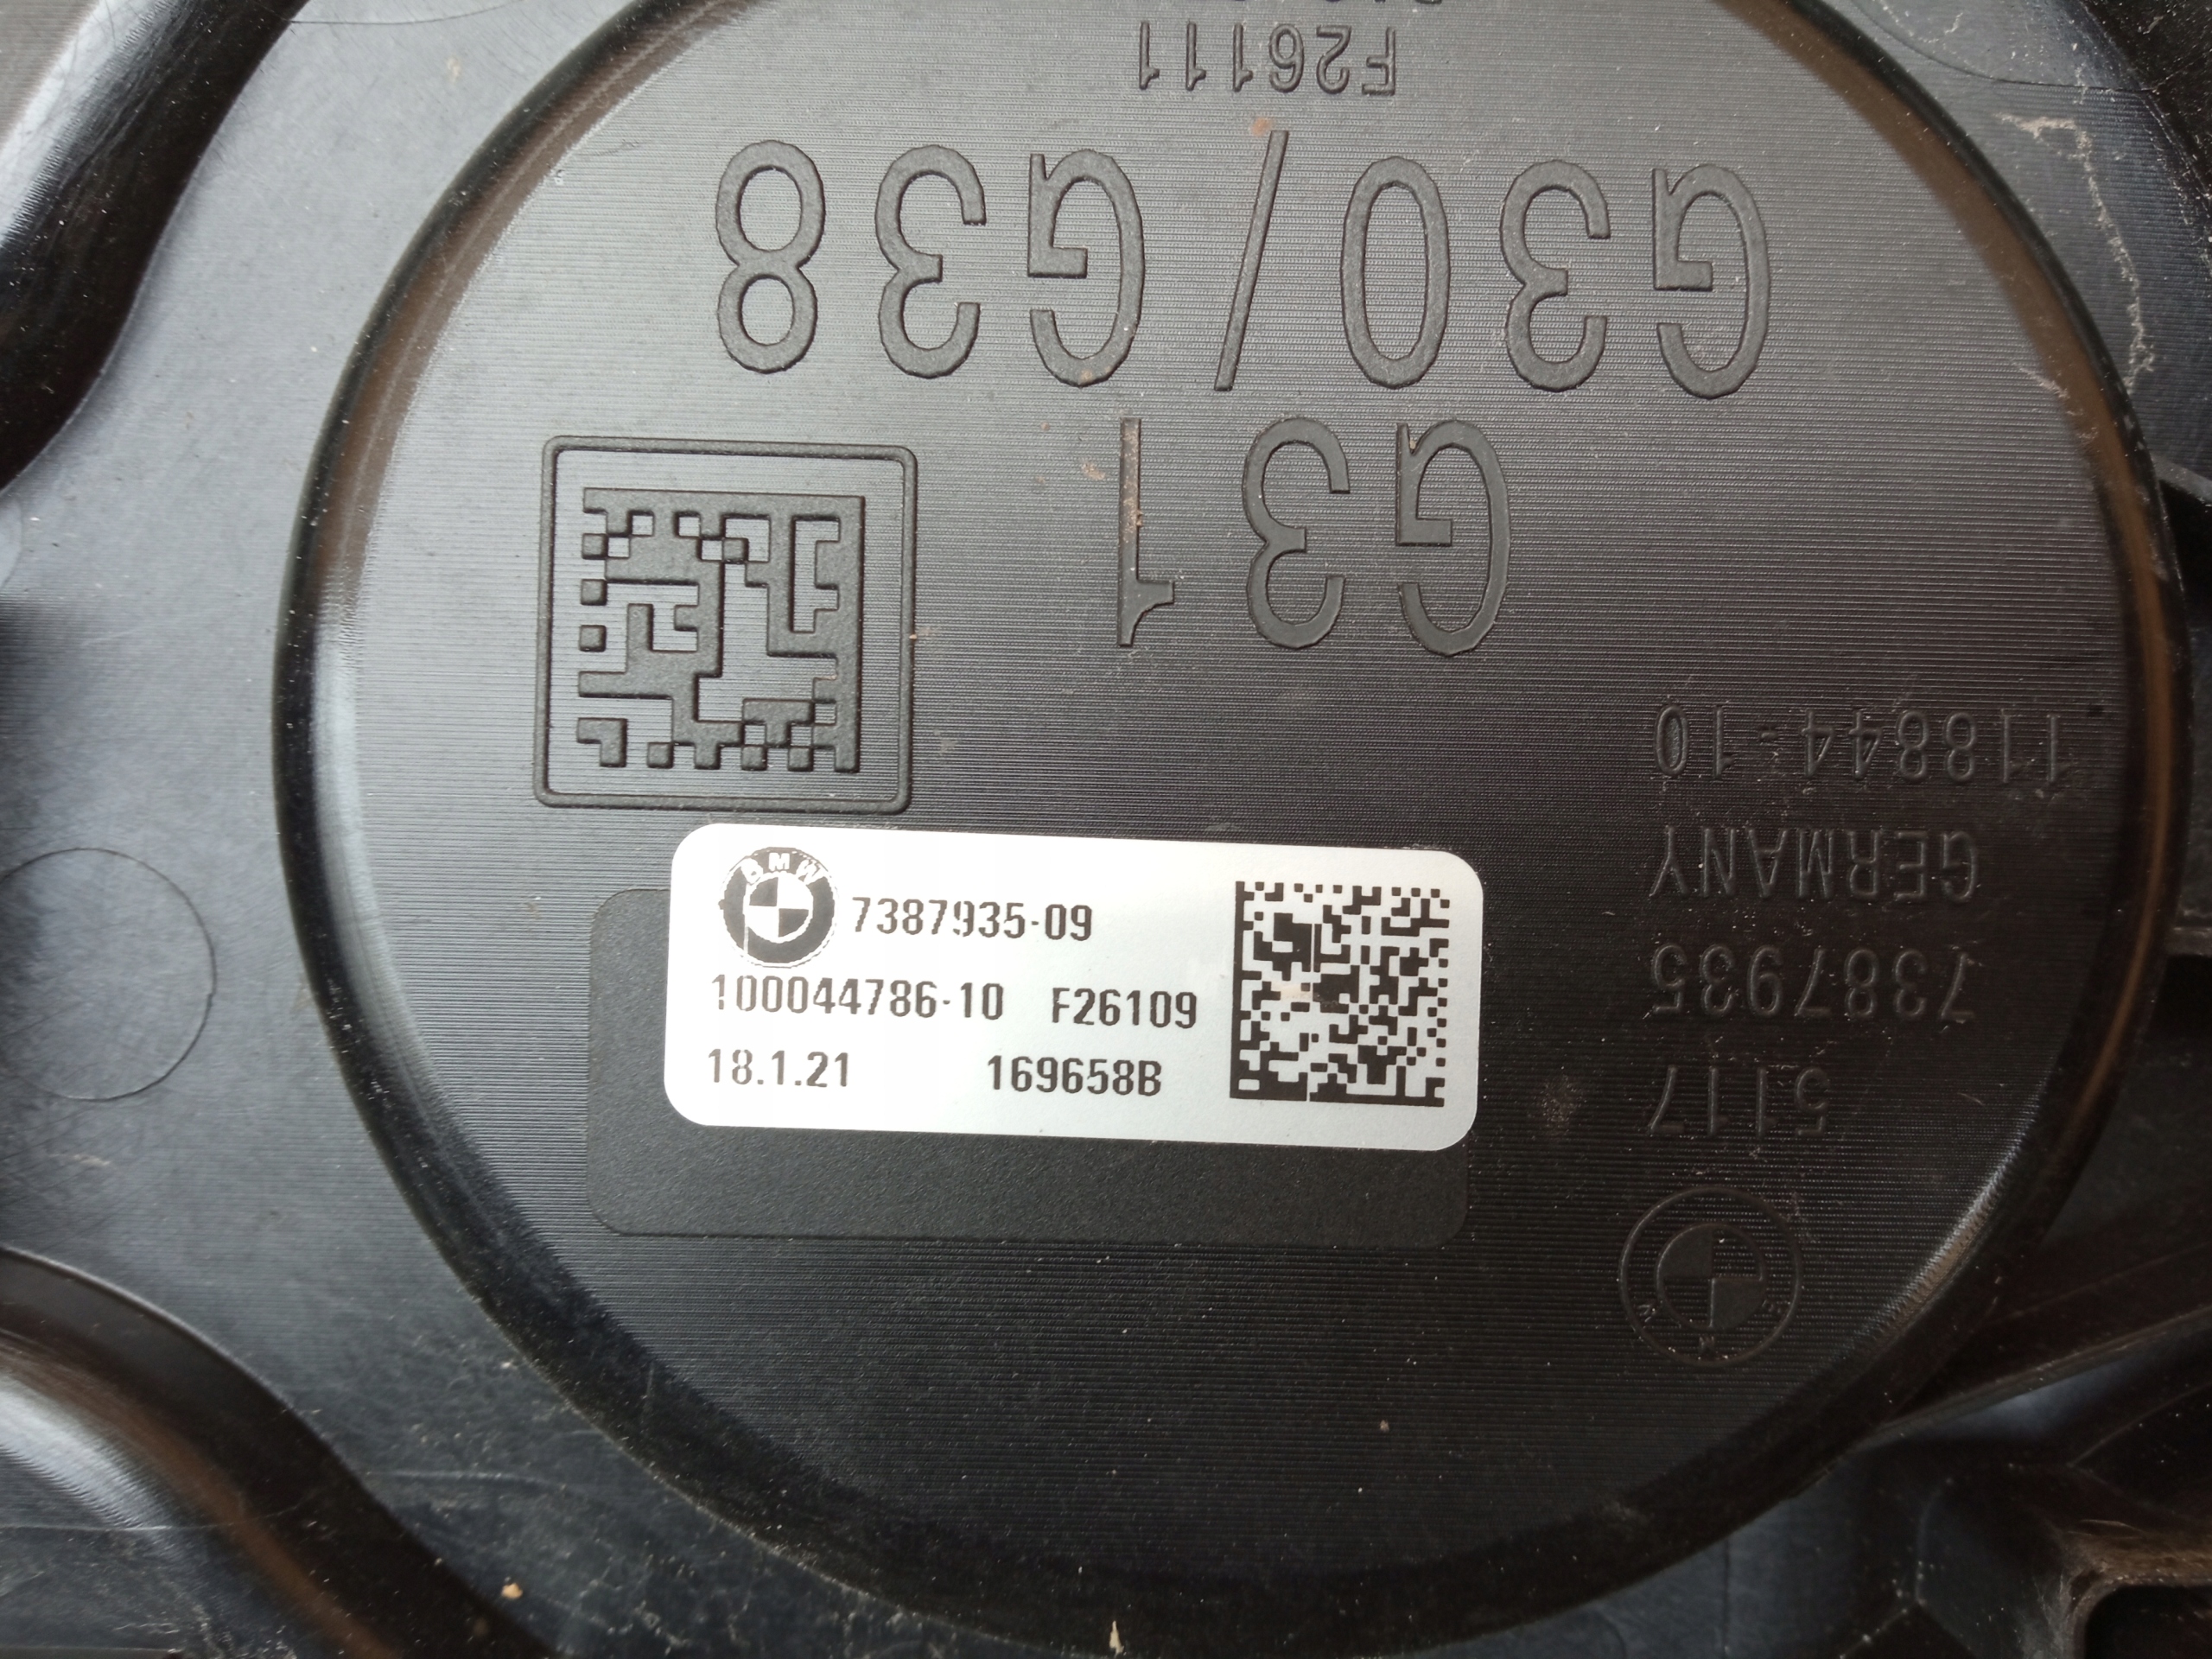 F26111
G30/G38
G31
118844-10
GERMANY
7387935
5117
BMW
BMW
7387935-09
100044786-10 F26109
18.1.21 169658B